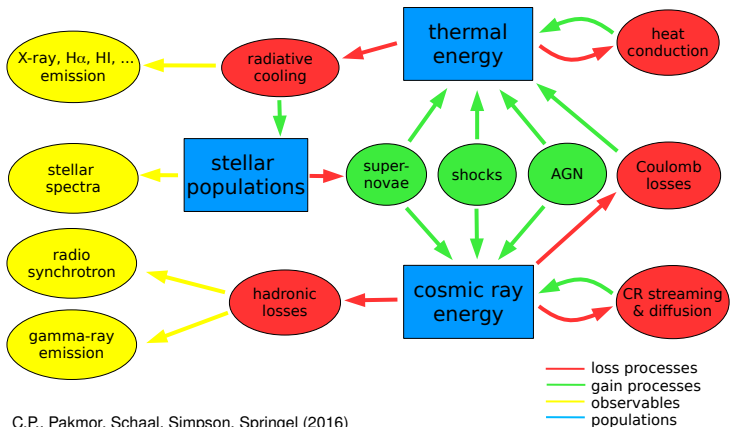 thermal
energy
heat
conduction
X-ray, Hα, HI, ...
emission
radiative
cooling
stellar
spectra
stellar
populations
super-
novae
shocks
AGN
Coulomb
losses
radio
synchrotron
gamma-ray
emission
hadronic
losses
cosmic ray
energy
CR streaming
& diffusion
loss processes
gain processes
observables
populations
C.P., Pakmor, Schaal, Simpson, Springel (2016)